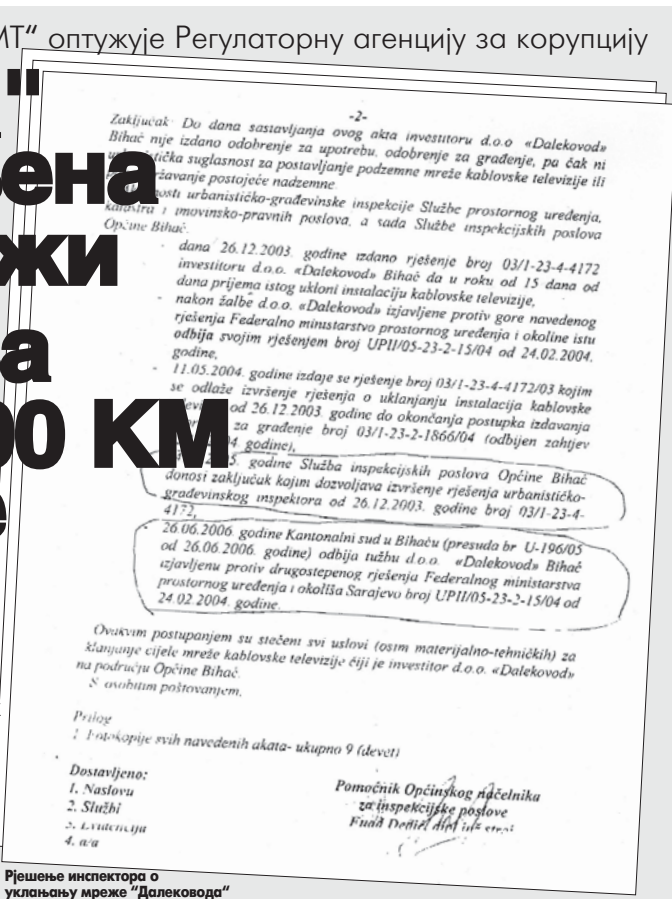 МТ“ оптужује Регулаторну агенцију за корупцију
"
ена
жи
а
00 КМ
е
-2-
Zaključak: Do dana sastavljanja ovog akta investitoru d.o.o «Dalekovod»
Bihać nije izdano odobrenje za upotrebu, odobrenje za građenje, pa čak ni
urbanistička suglasnost za postavljanje podzemne mreže kablovske televizije ili
državanje postojeće nadzemne.
nosti urbanističko-građevinske inspekcije Službe prostornog uređenja,
katastra i imovinsko-pravnih poslova, a sada Službe inspekcijskih poslova
Općine Bihać.
- dana 26.12.2003. godine izdano rješenje broj 03/1-23-4-4172
investitoru d.o.o. «Dalekovod» Bihać da u roku od 15 dana od
dana prijema istog ukloni instalaciju kablovske televizije,
- nakon žalbe d.o.o. «Dalekovod» izjavljene protiv gore navedenog
rješenja Federalno ministarstvo prostornog uređenja i okoline istu
odbija svojim rješenjem broj UPII/05-23-2-15/04 od 24.02.2004.
godine,
- 11.05.2004. godine izdaje se rješenje broj 03/1-23-4-4172/03 kojim
se odlaže izvršenje rješenja o uklanjanju instalacija kablovske
od 26.12.2003. godine do okončanja postupka izdavanja
za građenje broj 03/1-23-2-1866/04 (odbijen zahtjev
04. godine),
godine Služba inspekcijskih poslova Općine Bihać
donosi zaključak kojim dozvoljava izvršenje rješenja urbanističko-
građevinskog inspektora od 26.12.2003. godine broj 03/1-23-4-
4172,
- 26.06.2006. godine Kantonalni sud u Bihaću (presuda br U-196/05
od 26.06.2006. godine) odbija tužbu d.o.o. «Dalekovod» Bihać
izjavljenu protiv drugostepenog rješenja Federalnog ministarstva
prostornog uređenja i okoliša Sarajevo broj UPII/05-23-2-15/04 od
24.02.2004. godine.
Ovakvim postupanjem su stečeni svi uslovi (osim materijalno-tehničkih) za
klanjanje cijele mreže kablovske televizije čiji je investitor d.o.o. «Dalekovod»
na području Općine Bihać.
S osobitim poštovanjem,
Prilog
1. Fotokopije svih navedenih akata- ukupno 9 (devet)
Dostavljeno:
1. Naslovu
2. Službi
3. Evidencija
4. a/a
Pomoćnik Općinskog načelnika
za inspekcijske poslove
Fuad
Рјешење инспектора о
уклањању мреже “Далековода“